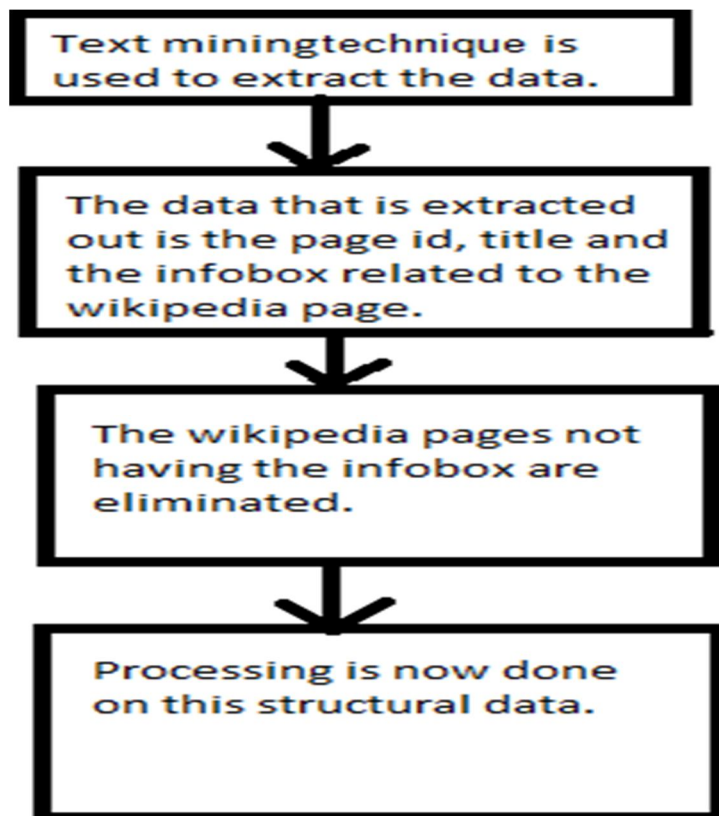 Text miningtechnique is
used to extract the data.
The data that is extracted
out is the page id, title and
the infobox related to the
wikipedia page.
The wikipedia pages not
having the infobox are
eliminated.
Processing is now done
on this structural data.